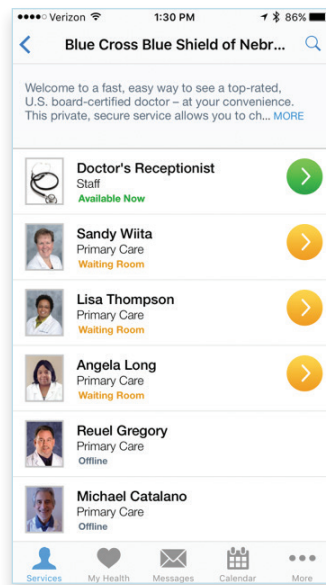 Verizon 1:30 PM 86%
Blue Cross Blue Shield of Nebr...
Welcome to a fast, easy way to see a top-rated,
U.S. board-certified doctor – at your convenience.
This private, secure service allows you to ch... MORE
Doctor's Receptionist
Staff
Available Now
Sandy Wiita
Primary Care
Waiting Room
Lisa Thompson
Primary Care
Waiting Room
Angela Long
Primary Care
Waiting Room
Reuel Gregory
Primary Care
Offline
Michael Catalano
Primary Care
Offline
Services My Health Messages Calendar More